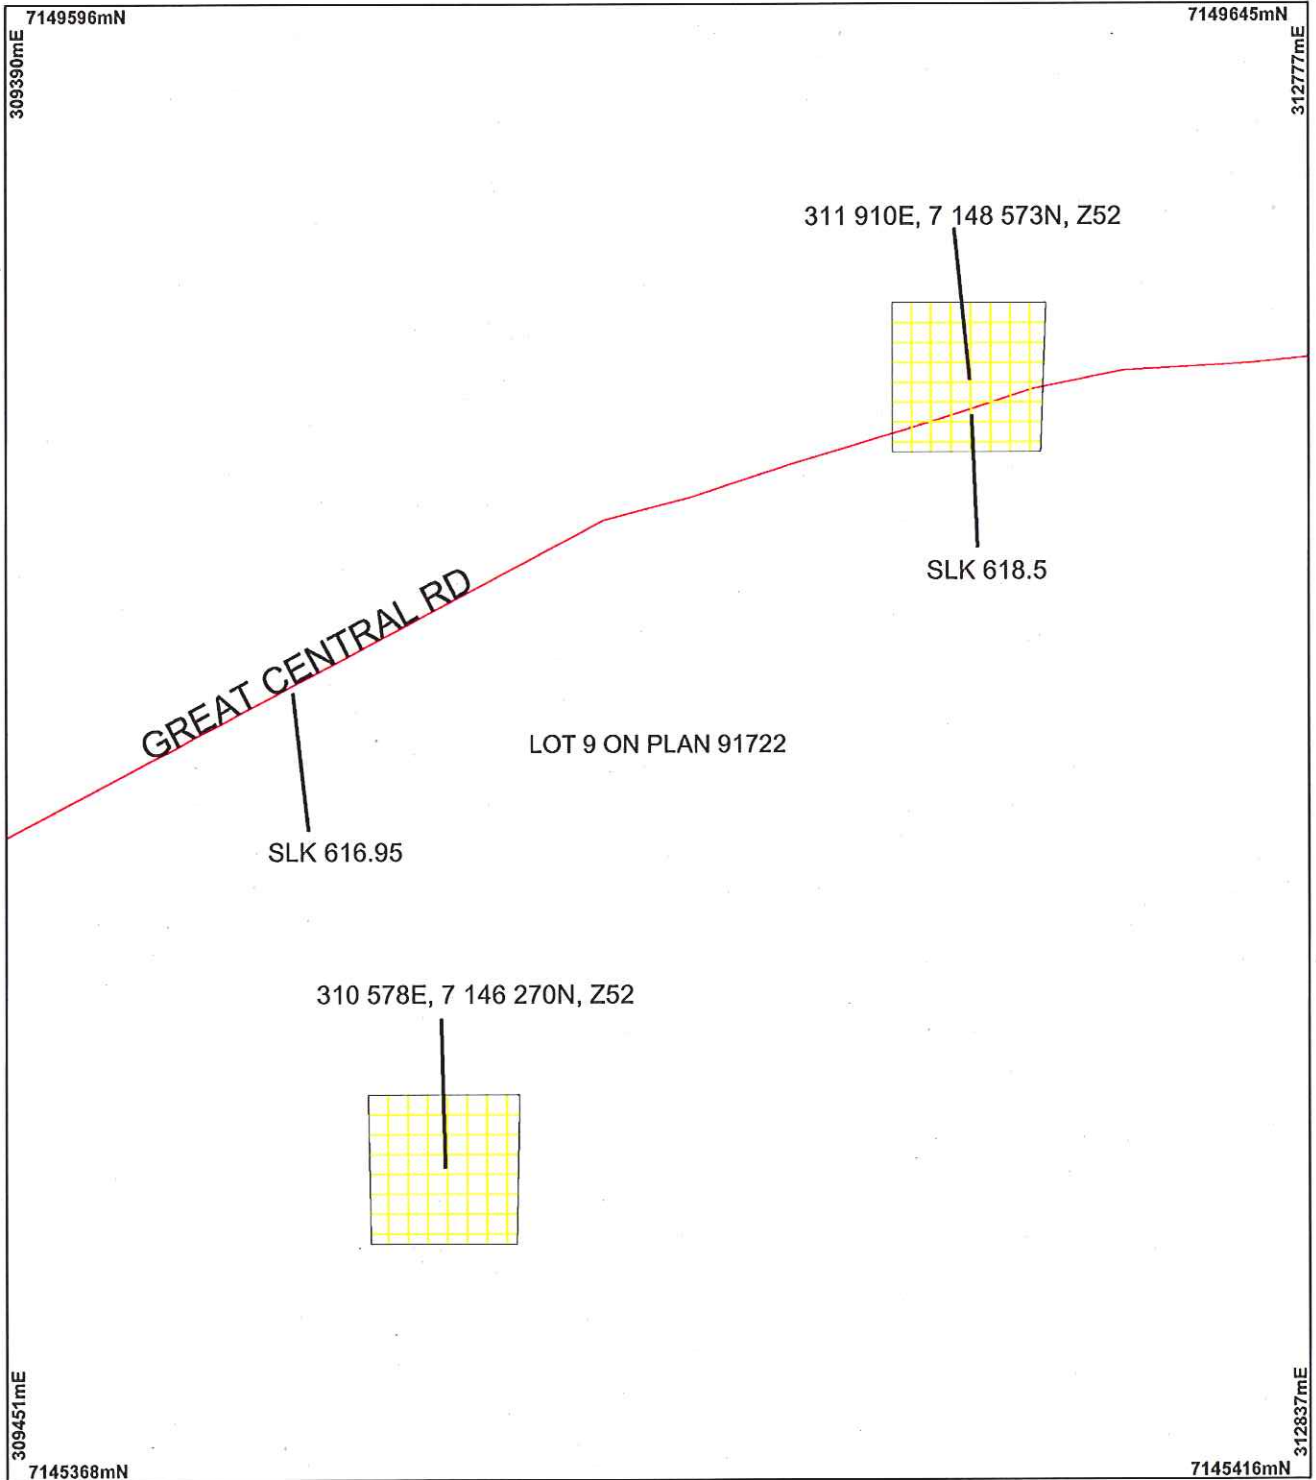 7149596mN
7149645mN
309390mE
312777mE
311 910E, 7 148 573N, Z52
SLK 618.5
GREAT CENTRAL RD
LOT 9 ON PLAN 91722
SLK 616.95
310 578E, 7 146 270N, Z52
309451mE
312837mE
7145368mN
7145416mN